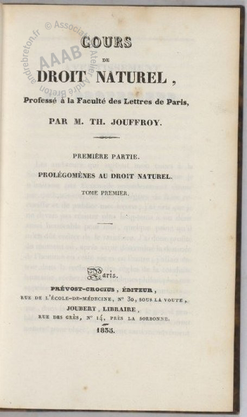 COURS
DE
DROIT NATUREL,
Professé à la Faculté des Lettres de Paris,
PAR M. TH. JOUFFROY.
PREMIÈRE PARTIE.
PROLÉGOMÈNES AU DROIT NATUREL.
TOME PREMIER.
Paris.
PRÉVOST-CROCIUS, ÉDITEUR,
RUE DE L'ÉCOLE-DE-MÉDECINE, N° 30, SOUS LA VOUTE,
JOUBERT, LIBRAIRE,
RUE DES GRÈS, N° 14, PRÈS LA SORBONNE.